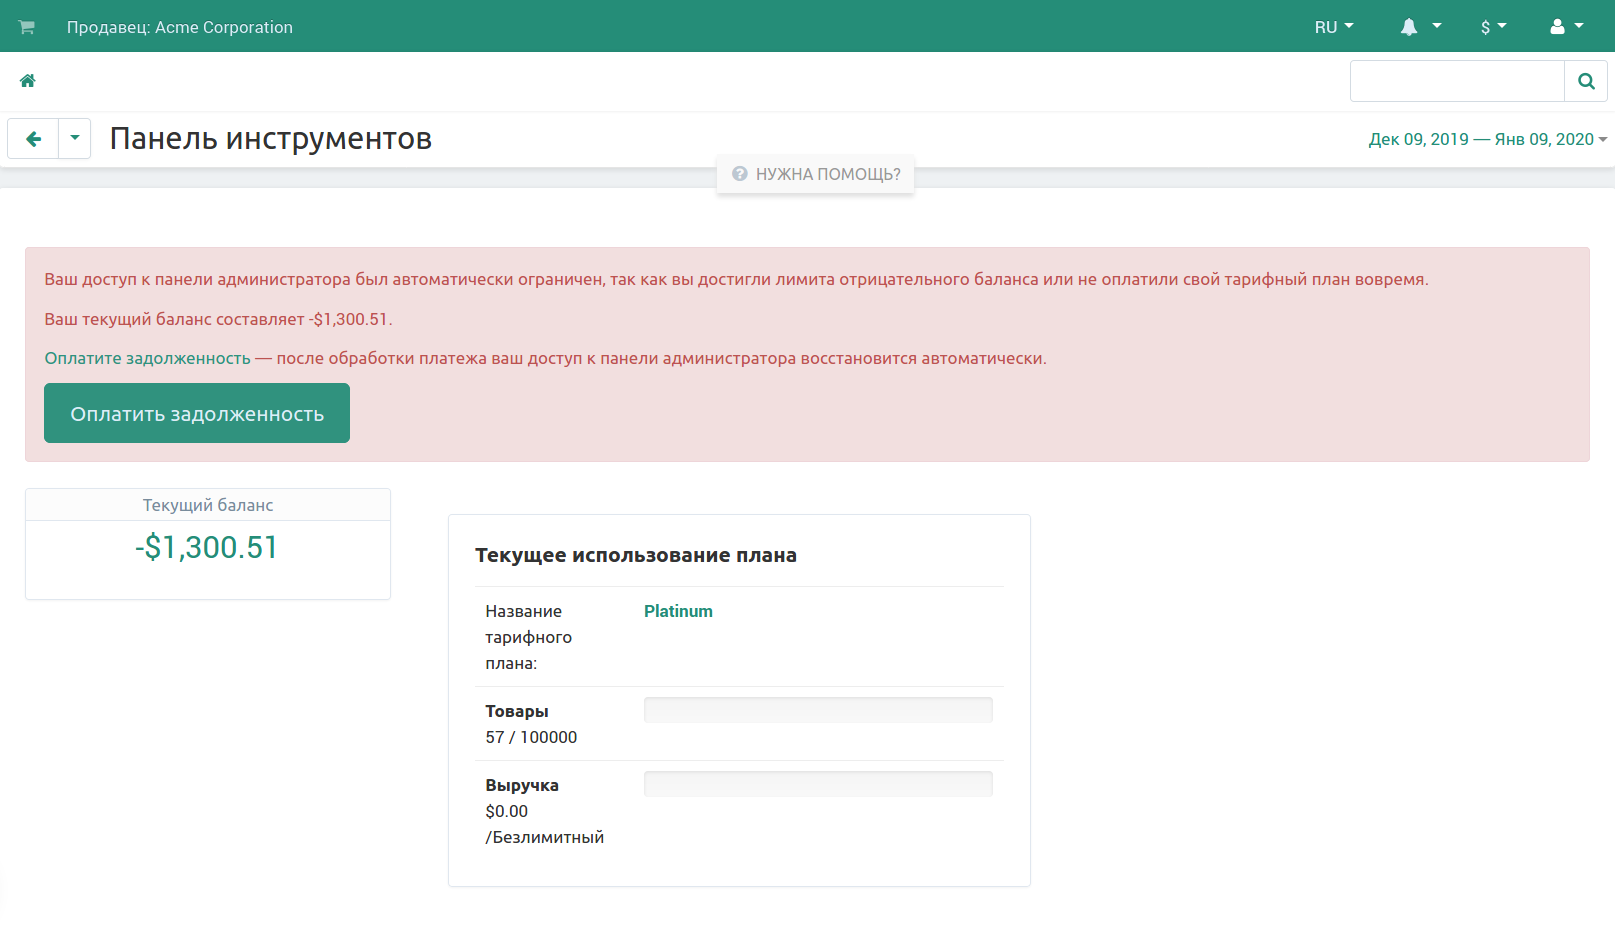 Продавец: Acme Corporation
RU
$
Панель инструментов
Дек 09, 2019 — Янв 09, 2020
НУЖНА ПОМОЩЬ?
Ваш доступ к панели администратора был автоматически ограничен, так как вы достигли лимита отрицательного баланса или не оплатили свой тарифный план вовремя.
Ваш текущий баланс составляет -$1,300.51.
Оплатите задолженность — после обработки платежа ваш доступ к панели администратора восстановится автоматически.
Оплатить задолженность
Текущий баланс
-$1,300.51
Текущее использование плана
Название
тарифного
плана:
Platinum
Товары
57 / 100000
Выручка
$0.00
/Безлимитный